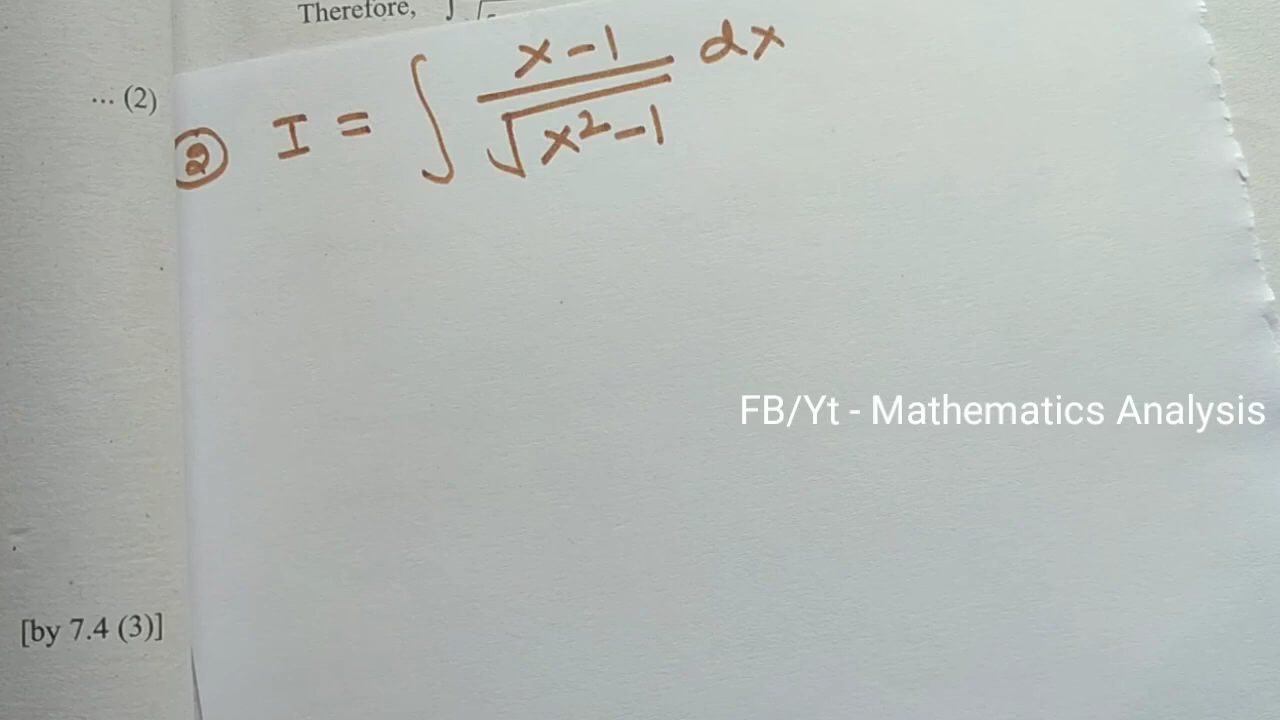 Therefore, ∫ √
... (2)
② I = ∫ x-1 / √x²-1 dx
FB/Yt - Mathematics Analysis
[by 7.4 (3)]